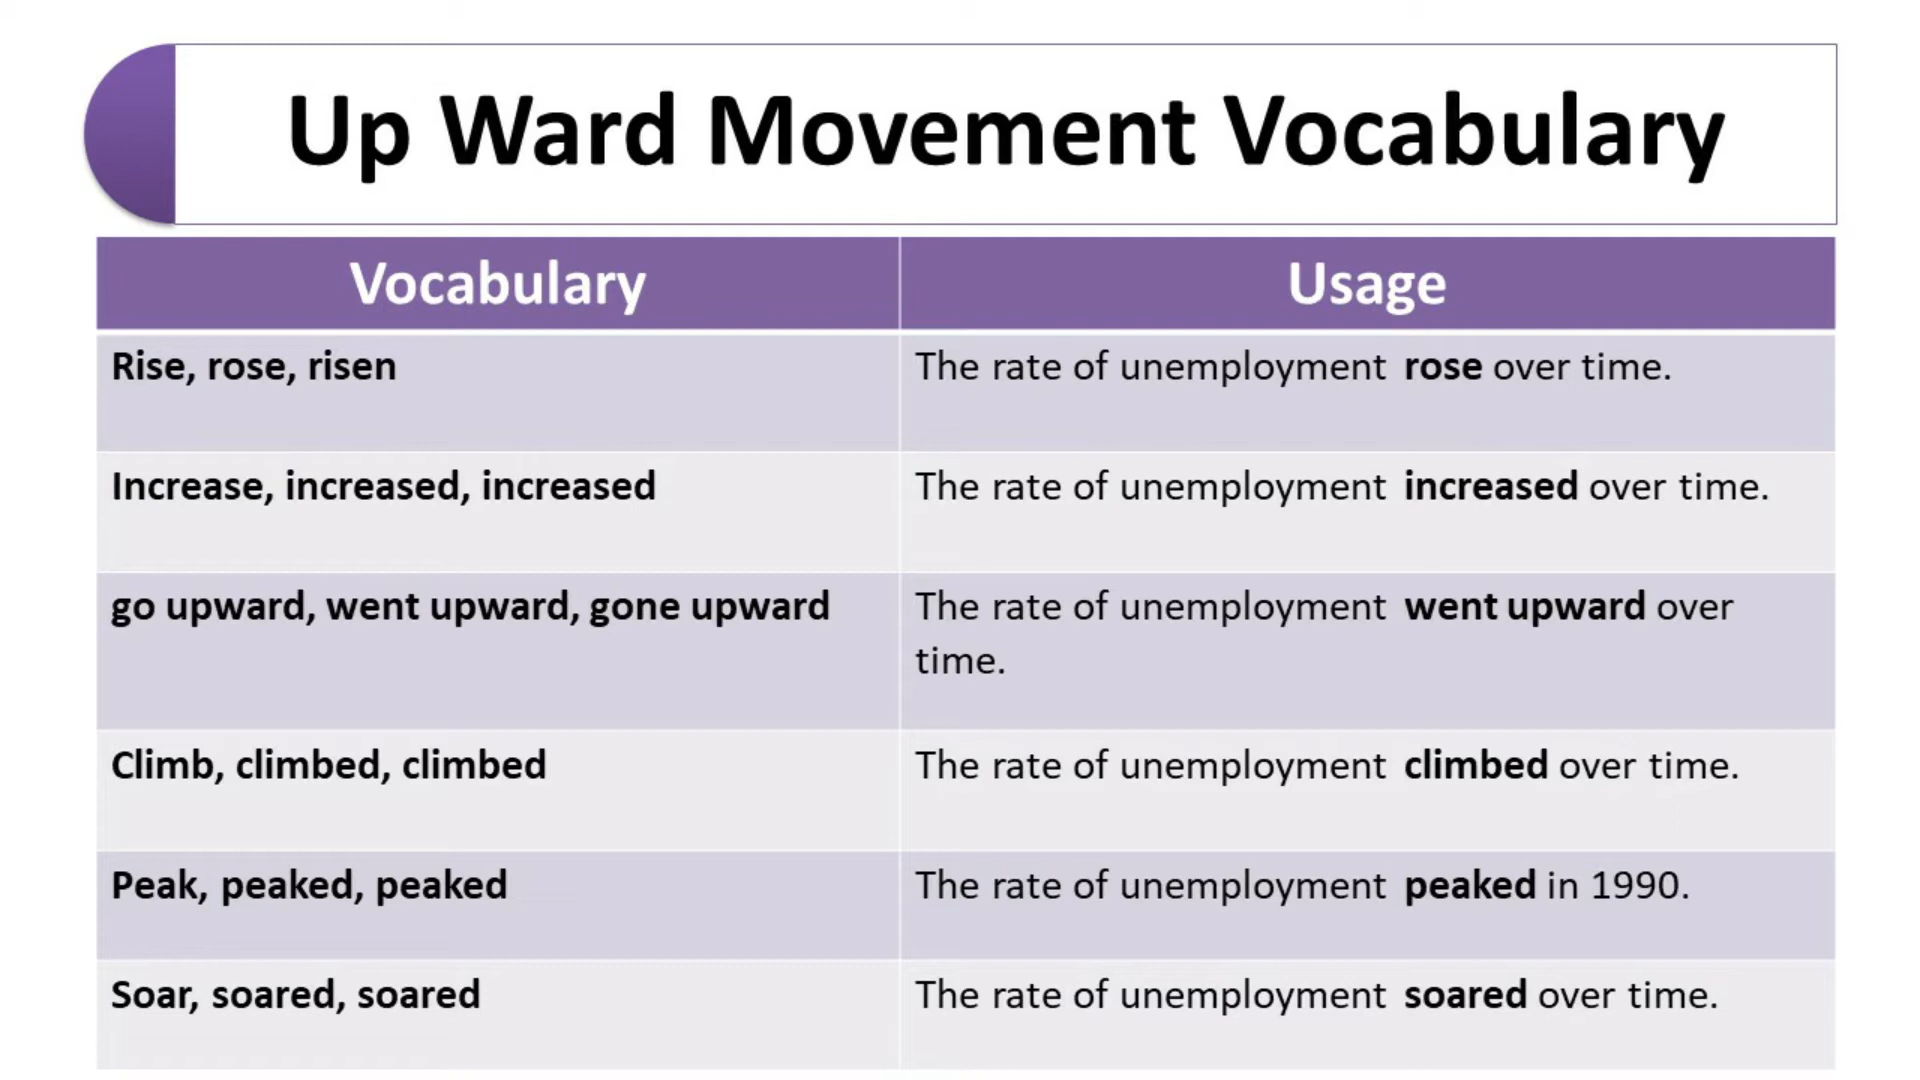 Up Ward Movement Vocabulary
Vocabulary
Usage
Rise, rose, risen
The rate of unemployment rose over time.
Increase, increased, increased
The rate of unemployment increased over time.
go upward, went upward, gone upward
The rate of unemployment went upward over
time.
Climb, climbed, climbed
The rate of unemployment climbed over time.
Peak, peaked, peaked
The rate of unemployment peaked in 1990.
Soar, soared, soared
The rate of unemployment soared over time.